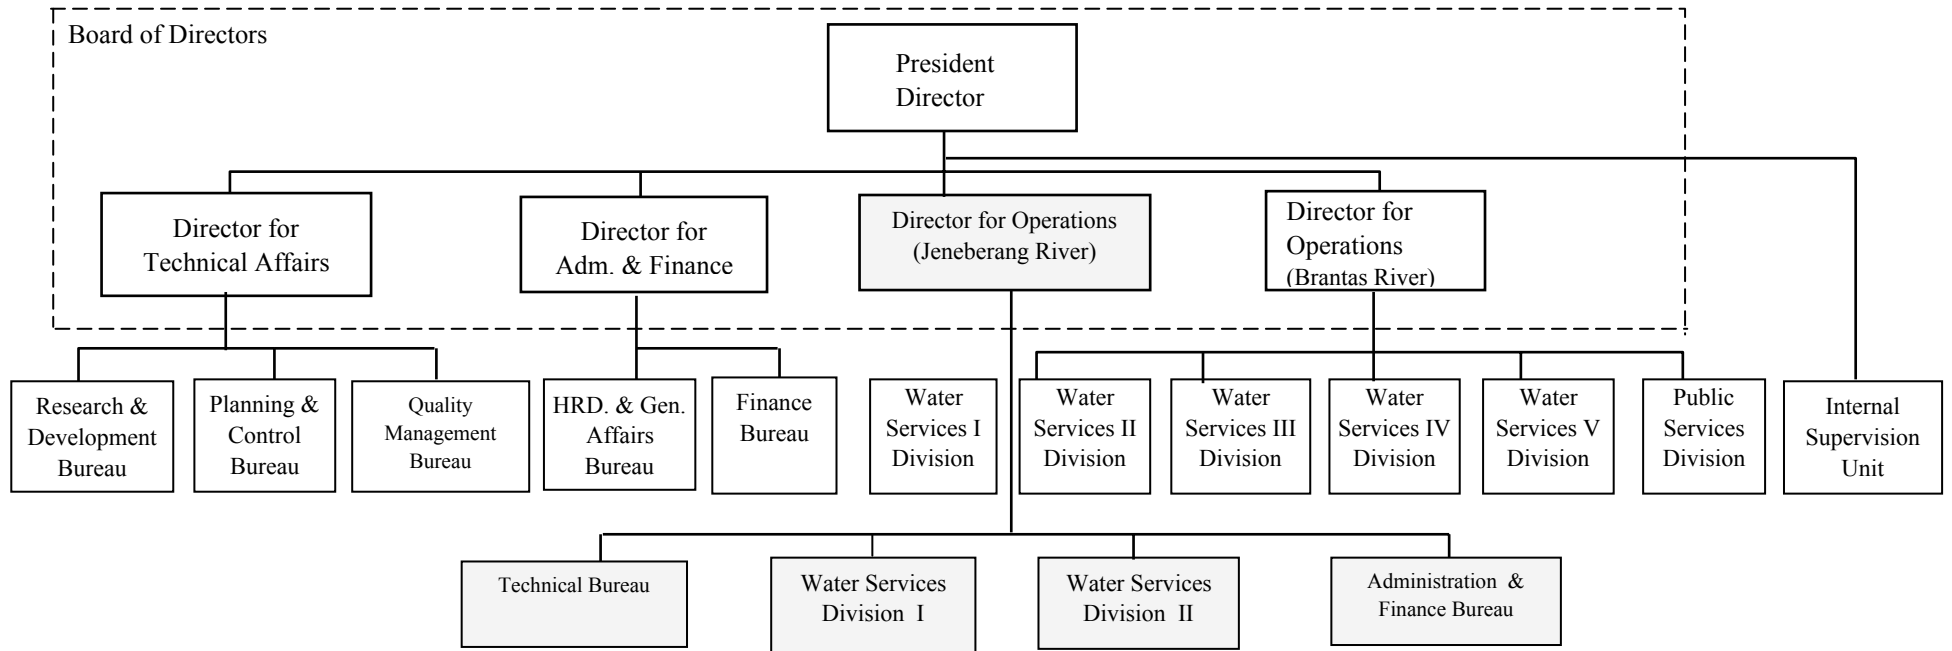 Board of Directors
President
Director
Director for
Technical Affairs
Director for
Adm. & Finance
Director for Operations
(Jeneberang River)
Director for
Operations
(Brantas River)
Research &
Development
Bureau
Planning &
Control
Bureau
Quality
Management
Bureau
HRD. & Gen.
Affairs
Bureau
Finance
Bureau
Water
Services I
Division
Water
Services II
Division
Water
Services III
Division
Water
Services IV
Division
Water
Services V
Division
Public
Services
Division
Internal
Supervision
Unit
Technical Bureau
Water Services
Division I
Water Services
Division II
Administration &
Finance Bureau